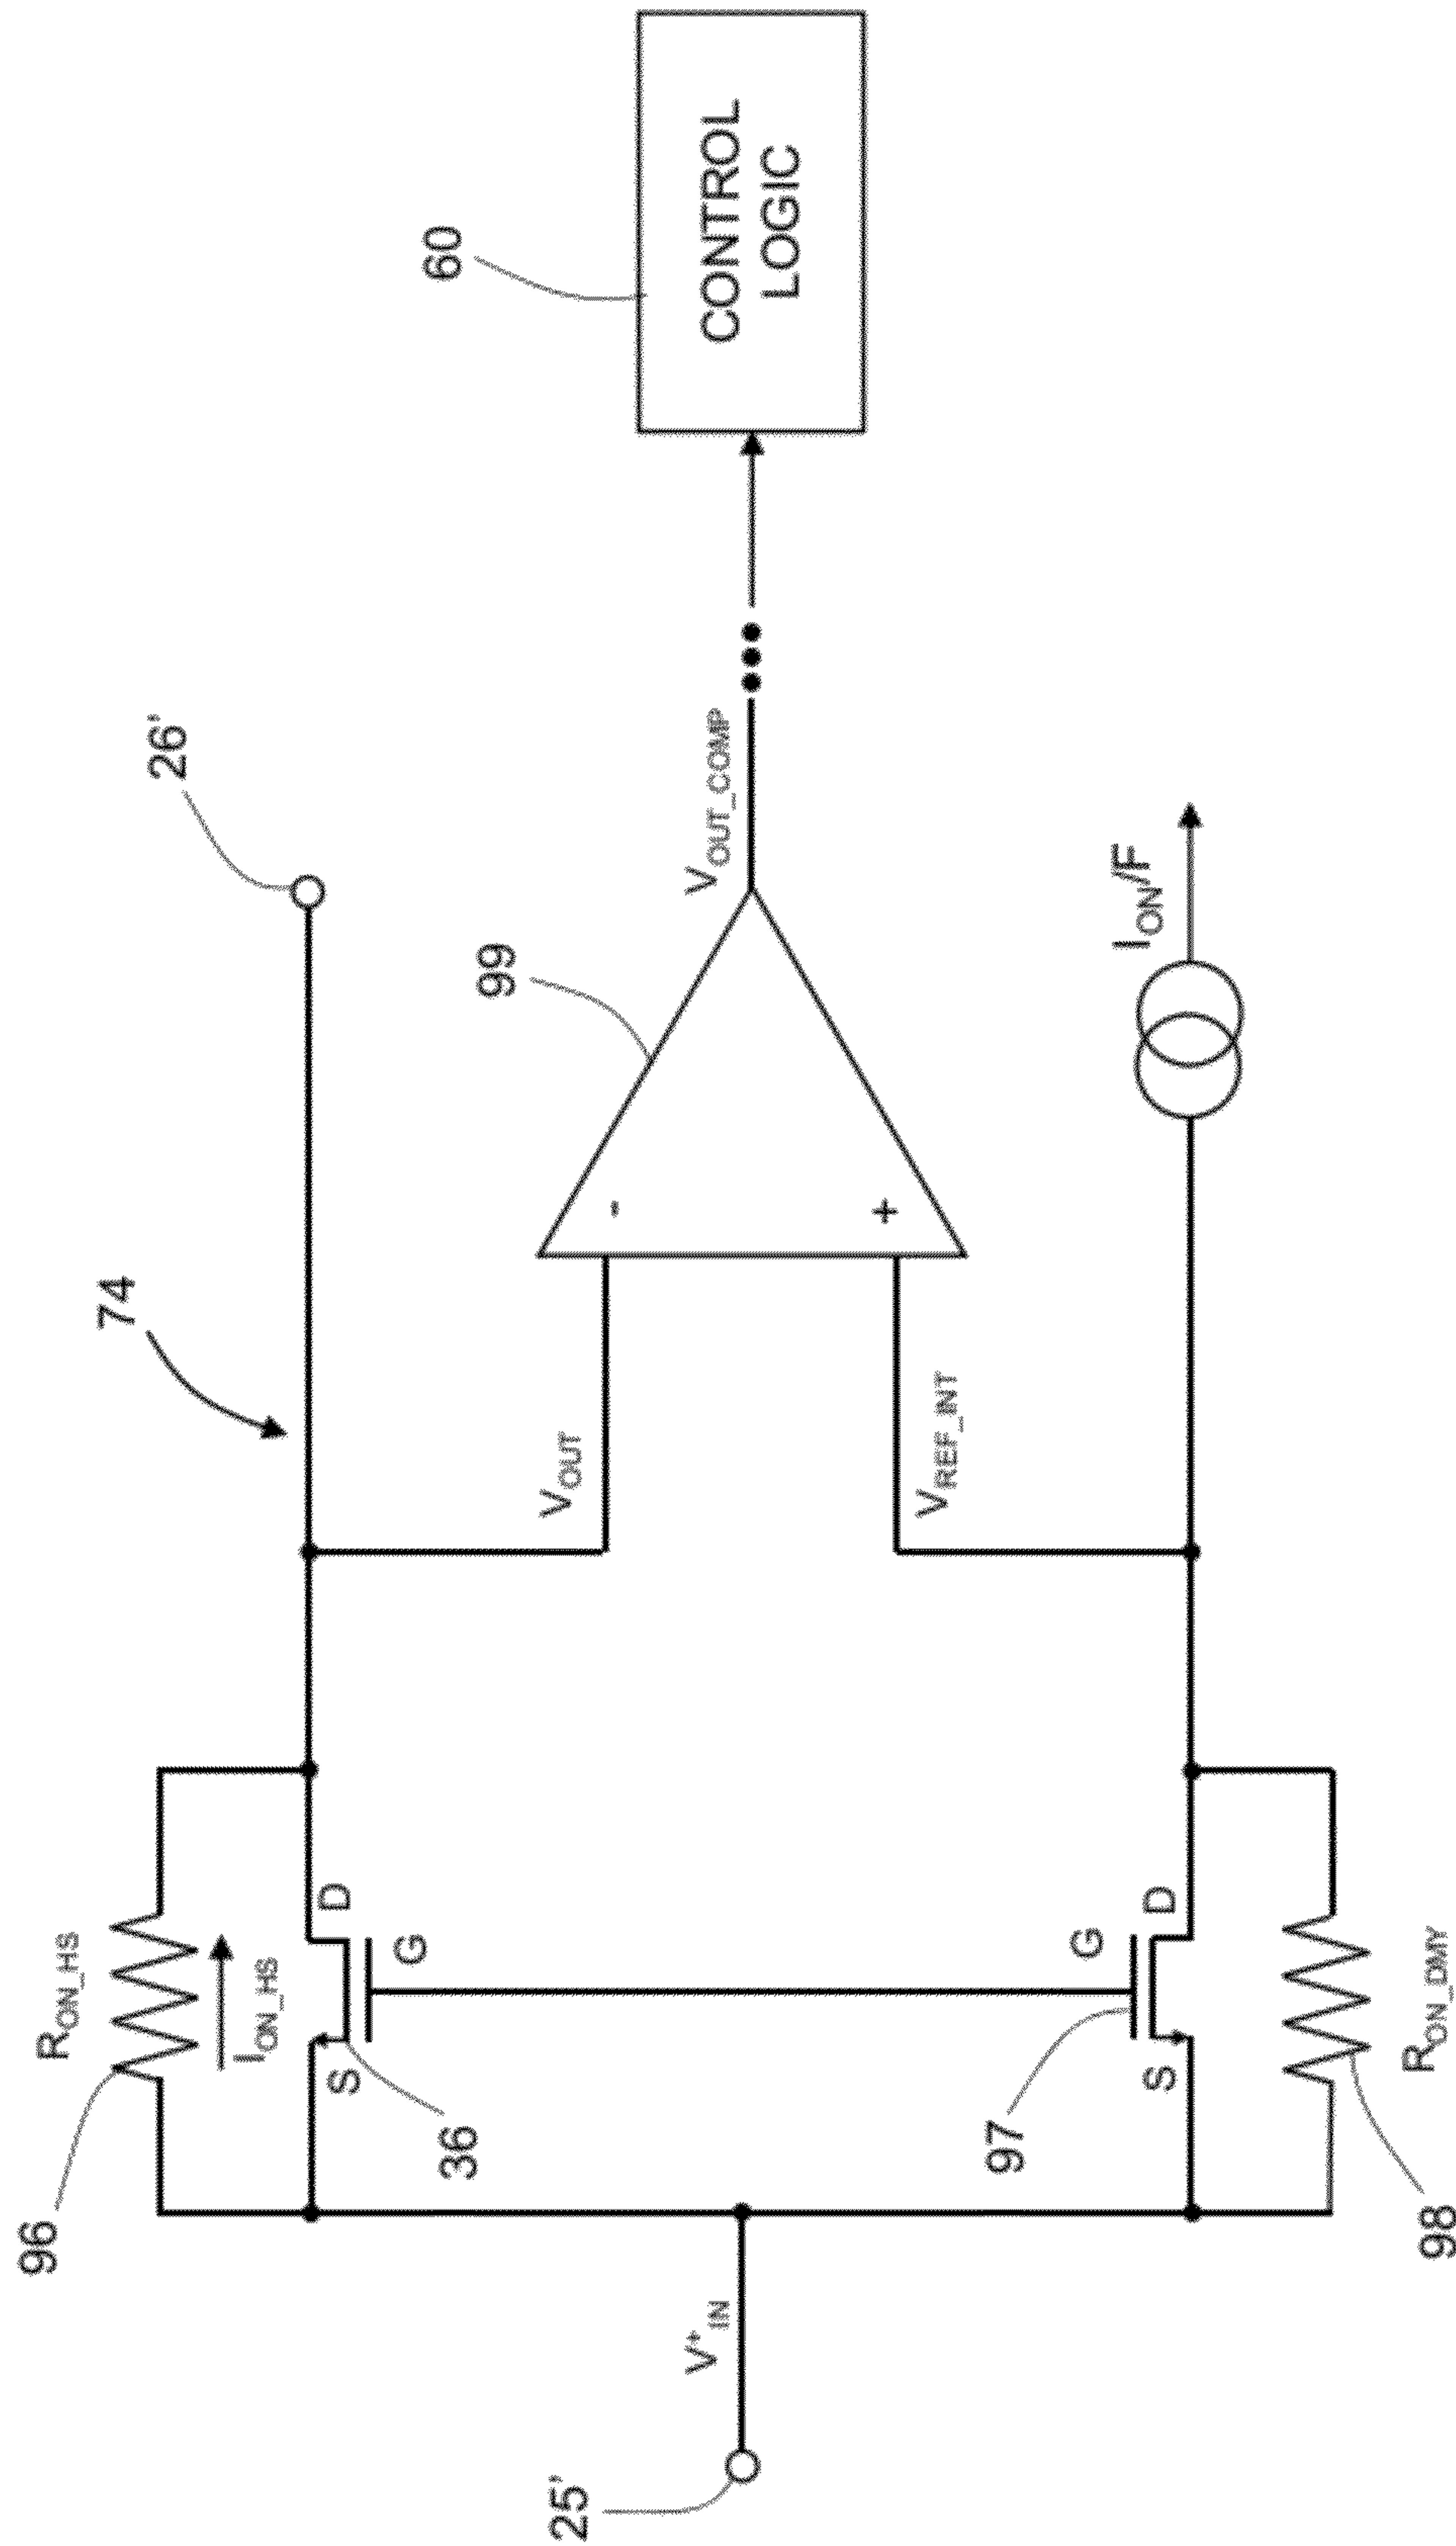 96
R_ON_HS
I_ON_HS
S
D
G
36
74
26'
25'
V⁺_IN
V_OUT
-
99
V_OUT_COMP
60
CONTROL
LOGIC
V_REF_INT
+
97
G
S
D
I_ON/F
R_ON_DMY
98